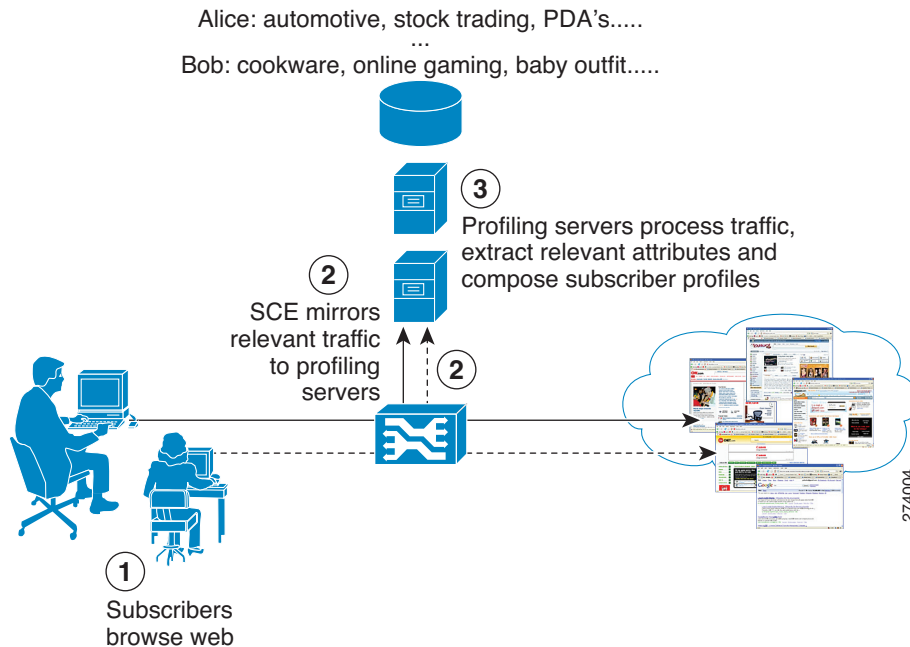 Alice: automotive, stock trading, PDA's.....
...
Bob: cookware, online gaming, baby outfit.....
3
Profiling servers process traffic,
extract relevant attributes and
compose subscriber profiles
2
SCE mirrors
relevant traffic
to profiling
servers
2
Google
1
Subscribers
browse web
274004